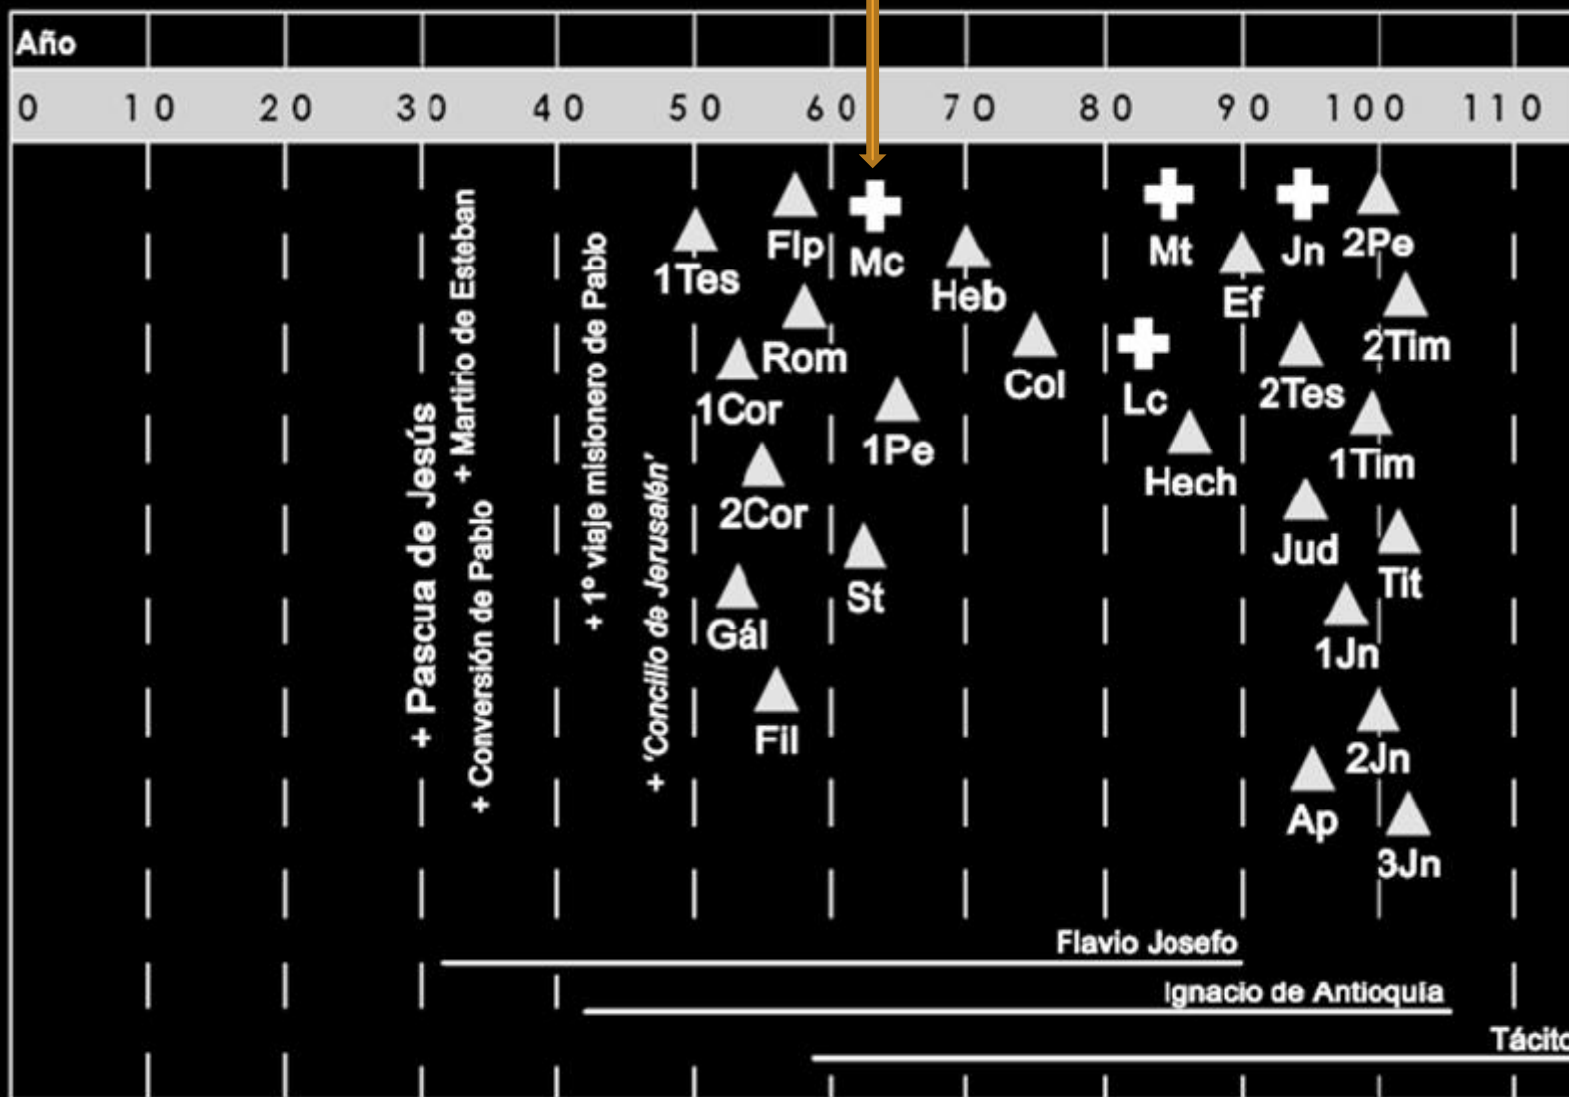 Año
0 10 20 30 40 50 60 70 80 90 100 110
+ Pascua de Jesús
+ Martirio de Esteban
+ Conversión de Pablo
+ 1º viaje misionero de Pablo
+ 'Concilio de Jerusalén'
1Tes
Flp
Mc
Heb
Mt
Jn
2Pe
Ef
Rom
1Cor
Col
Lc
2Tes
2Tim
1Pe
Hech
1Tim
2Cor
St
Jud
Tit
Gál
1Jn
Fil
2Jn
Ap
3Jn
Flavio Josefo
Ignacio de Antioquía
Tácito